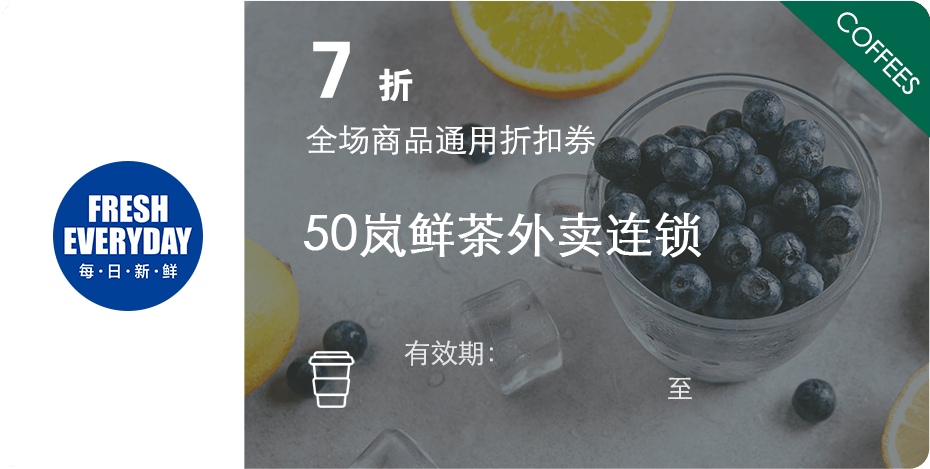 7 折
COFFEES
全场商品通用折扣券
50岚鲜茶外卖连锁
FRESH
EVERYDAY
每·日·新·鲜
有效期:
至